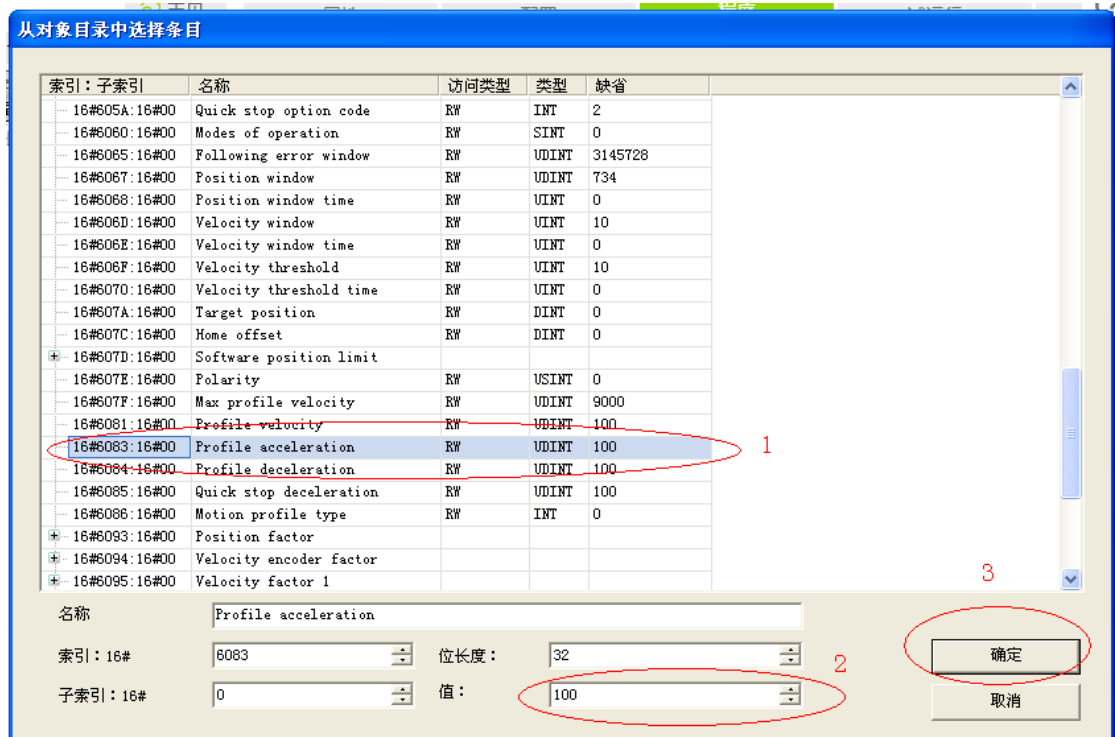 从对象目录中选择条目
索引：子索引 名称 访问类型 类型 缺省
16#605A:16#00 Quick stop option code RW INT 2
16#6060:16#00 Modes of operation RW SINT 0
16#6065:16#00 Following error window RW UDINT 3145728
16#6067:16#00 Position window RW UDINT 734
16#6068:16#00 Position window time RW UINT 0
16#606D:16#00 Velocity window RW UINT 10
16#606E:16#00 Velocity window time RW UINT 0
16#606F:16#00 Velocity threshold RW UINT 10
16#6070:16#00 Velocity threshold time RW UINT 0
16#607A:16#00 Target position RW DINT 0
16#607C:16#00 Home offset RW DINT 0
16#607D:16#00 Software position limit
16#607E:16#00 Polarity RW USINT 0
16#607F:16#00 Max profile velocity RW UDINT 9000
16#6081:16#00 Profile velocity RW UDINT 100
16#6083:16#00 Profile acceleration RW UDINT 100 1
16#6084:16#00 Profile deceleration RW UDINT 100
16#6085:16#00 Quick stop deceleration RW UDINT 100
16#6086:16#00 Motion profile type RW INT 0
16#6093:16#00 Position factor
16#6094:16#00 Velocity encoder factor
16#6095:16#00 Velocity factor 1
3
名称 Profile acceleration
索引：16# 6083 位长度： 32 2 确定
子索引：16# 0 值： 100 取消